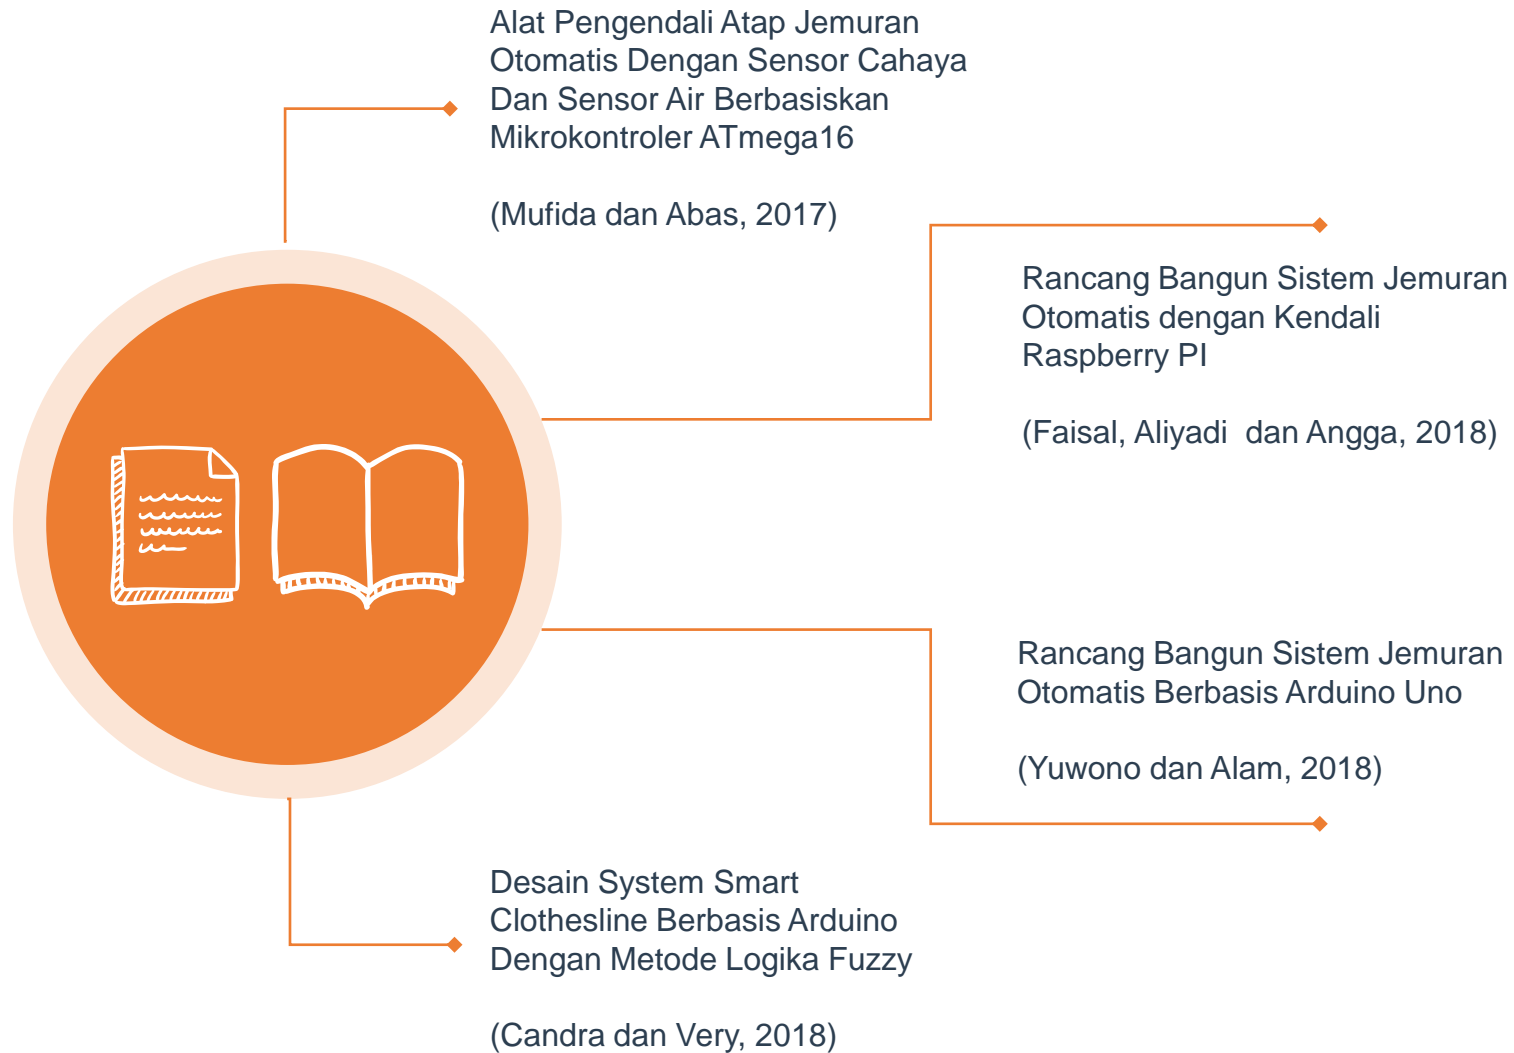 Alat Pengendali Atap Jemuran
Otomatis Dengan Sensor Cahaya
Dan Sensor Air Berbasiskan
Mikrokontroler ATmega16
(Mufida dan Abas, 2017)
Rancang Bangun Sistem Jemuran
Otomatis dengan Kendali
Raspberry PI
(Faisal, Aliyadi  dan Angga, 2018)
Rancang Bangun Sistem Jemuran
Otomatis Berbasis Arduino Uno
(Yuwono dan Alam, 2018)
Desain System Smart
Clothesline Berbasis Arduino
Dengan Metode Logika Fuzzy
(Candra dan Very, 2018)